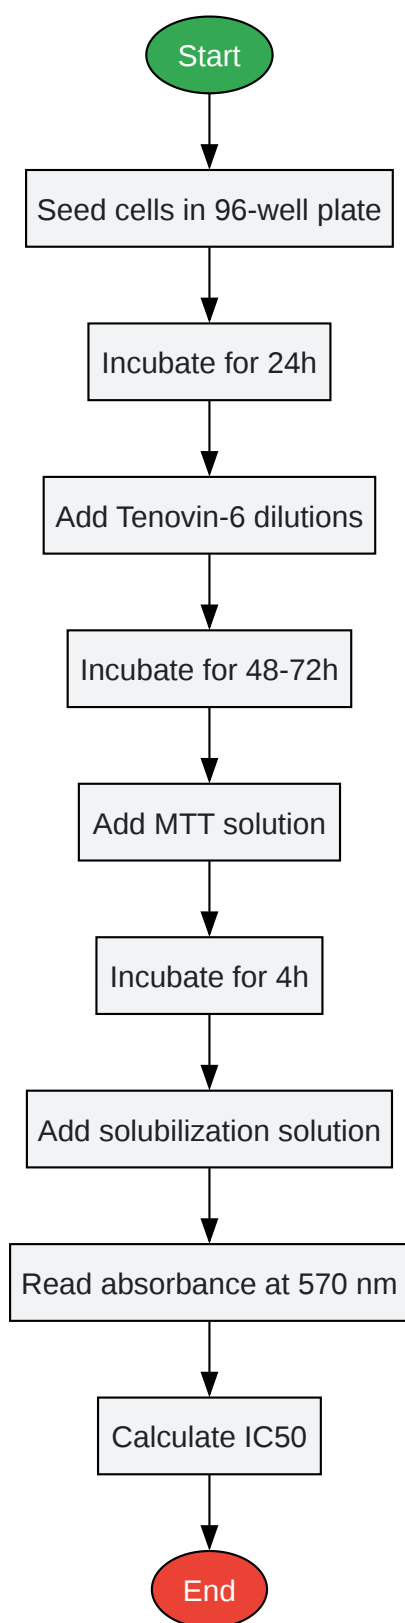 Start
Seed cells in 96-well plate
Incubate for 24h
Add Tenovin-6 dilutions
Incubate for 48-72h
Add MTT solution
Incubate for 4h
Add solubilization solution
Read absorbance at 570 nm
Calculate IC50
End